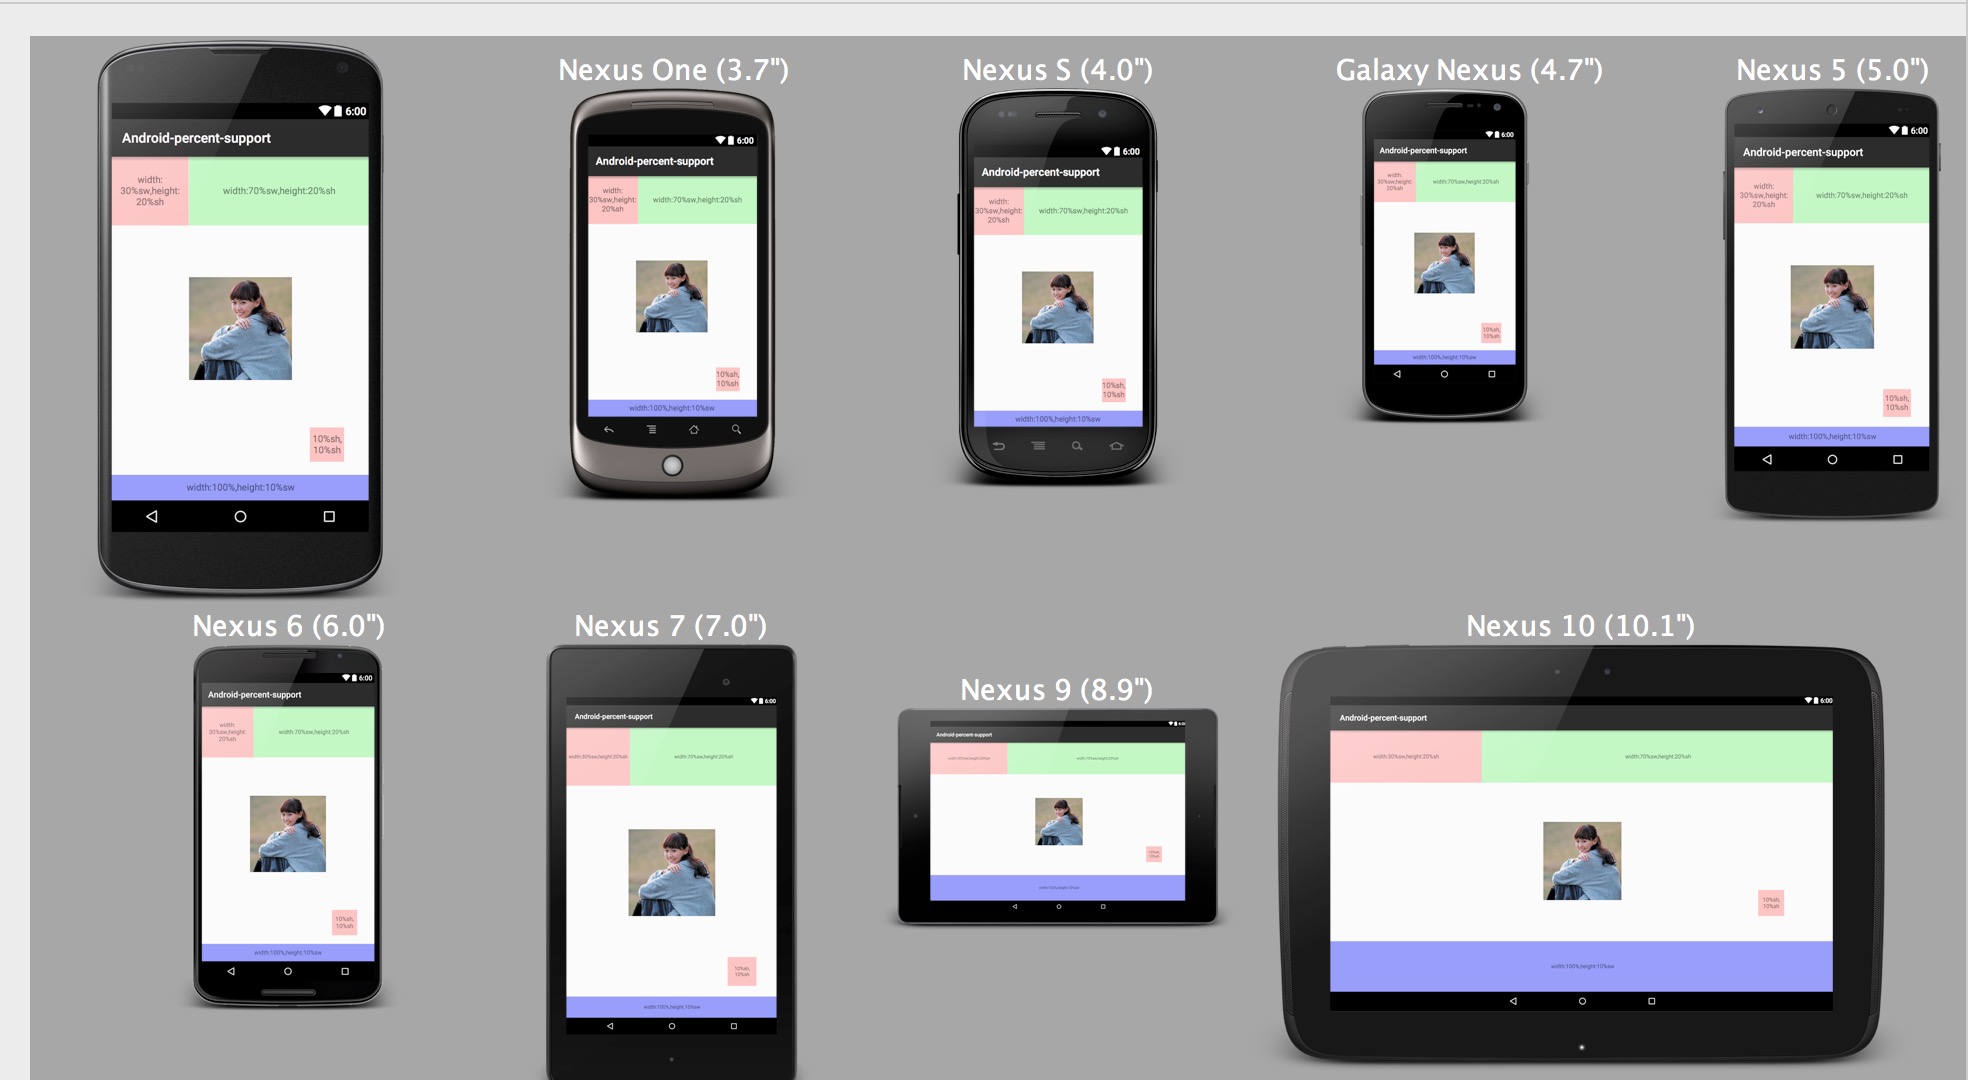 6:00
Android-percent-support
width:
30%sw,height:
20%sh
width:70%sw,height:20%sh
10%sh,
10%sh
width:100%,height:10%sw
Nexus One (3.7")
6:00
Android-percent-support
width:
30%sw,height:
20%sh
width:70%sw,height:20%sh
10%sh,
10%sh
width:100%,height:10%sw
Nexus S (4.0")
6:00
Android-percent-support
width:
30%sw,height:
20%sh
width:70%sw,height:20%sh
10%sh,
10%sh
width:100%,height:10%sw
Galaxy Nexus (4.7")
6:00
Android-percent-support
width:
30%sw,height:
20%sh
width:70%sw,height:20%sh
10%sh,
10%sh
width:100%,height:10%sw
Nexus 5 (5.0")
6:00
Android-percent-support
width:
30%sw,height:
20%sh
width:70%sw,height:20%sh
10%sh,
10%sh
width:100%,height:10%sw
Nexus 6 (6.0")
6:00
Android-percent-support
width:
30%sw,height:
20%sh
width:70%sw,height:20%sh
10%sh,
10%sh
width:100%,height:10%sw
Nexus 7 (7.0")
6:00
Android-percent-support
width:30%sw,height:20%sh
width:70%sw,height:20%sh
10%sh,
10%sh
width:100%,height:10%sw
Nexus 9 (8.9")
6:00
Android-percent-support
width:30%sw,height:20%sh
width:70%sw,height:20%sh
10%sh,
10%sh
width:100%,height:10%sw
Nexus 10 (10.1")
6:00
Android-percent-support
width:30%sw,height:20%sh
width:70%sw,height:20%sh
10%sh,
10%sh
width:100%,height:10%sw